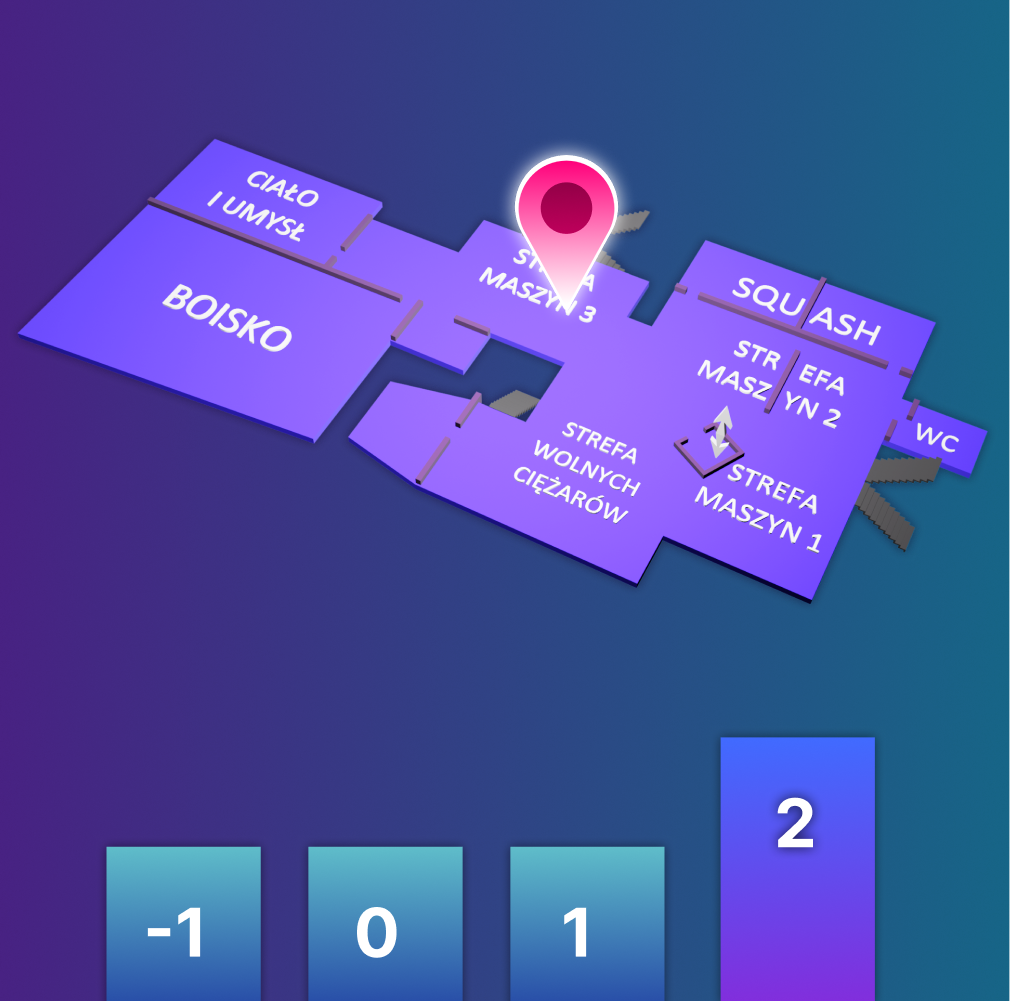 CIAŁO
I UMYSŁ
BOISKO
STREFA
MASZYN 3
SQUASH
STREFA
MASZYN 2
WC
STREFA
WOLNYCH
CIĘŻARÓW
STREFA
MASZYN 1
2
-1
0
1